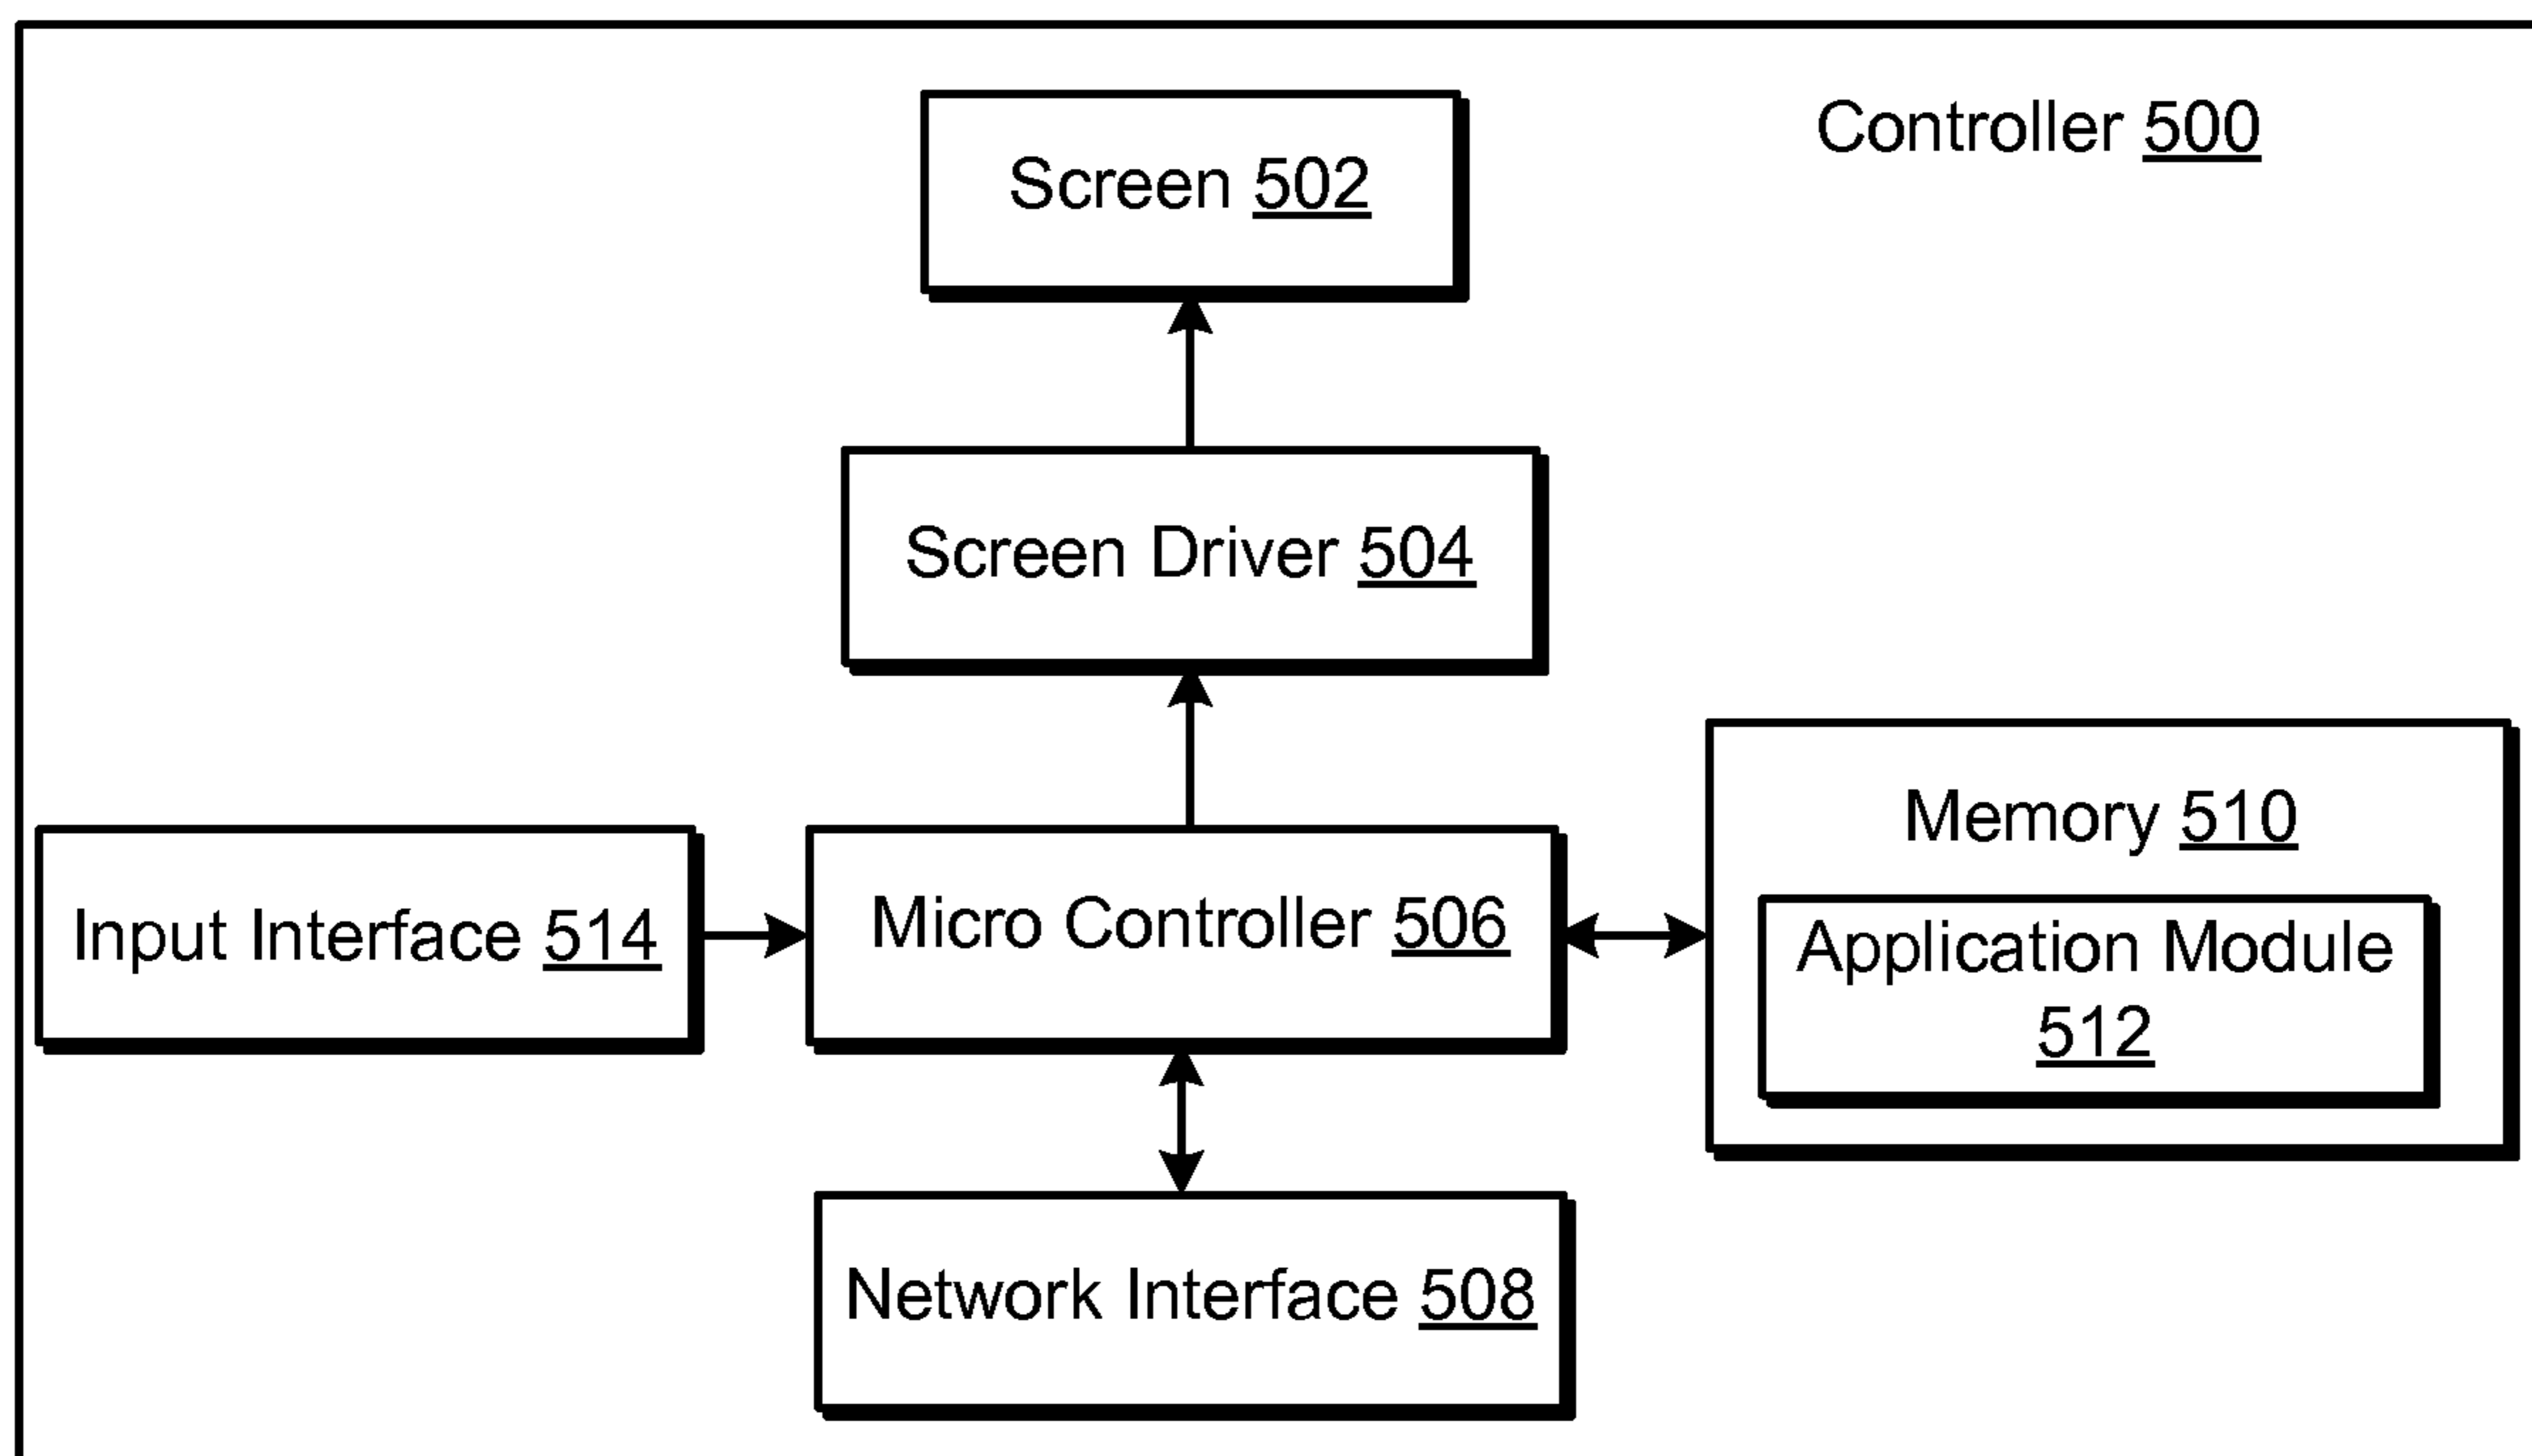 Controller 500
Screen 502
Screen Driver 504
Memory 510
Input Interface 514
Micro Controller 506
Application Module
512
Network Interface 508